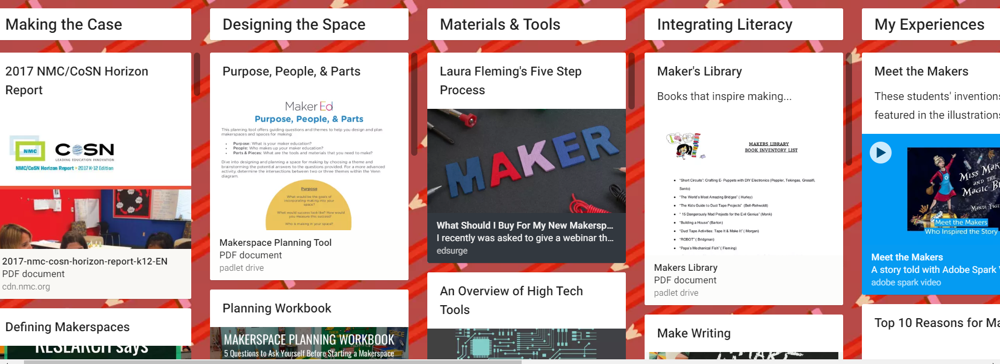 Making the Case
2017 NMC/CoSN Horizon
Report
NMC
CoSN
LEADING EDUCATION INNOVATION
NMC/CoSN Horizon Report > 2017 K-12 Edition
2017-nmc-cosn-horizon-report-k12-EN
PDF document
cdn.nmc.org
Defining Makerspaces
RESEARCH says
Designing the Space
Purpose, People, & Parts
Maker Ed
Purpose, People, & Parts
This planning tool offers guiding questions and themes to help you design and plan
makerspaces and spaces for making:
• Purpose: What is your maker education?
• People: Who makes up your maker education?
• Parts & Pieces: What are the tools and materials that you need to make?
Dive into designing and planning a space for making by choosing a theme and
brainstorming the potential answers to the questions provided. For a more advanced
activity, determine the intersections between two or three themes within the Venn
diagram.
Purpose
What would be the goals of
incorporating making into your
space?
What would success look like? How would
you measure this success?
Who is making in your space?
Makerspace Planning Tool
PDF document
padlet drive
Planning Workbook
MAKERSPACE PLANNING WORKBOOK
5 Questions to Ask Yourself Before Starting a Makerspace
Materials & Tools
Laura Fleming's Five Step
Process
MAKER
What Should I Buy For My New Makersp...
I recently was asked to give a webinar th...
edsurge
An Overview of High Tech
Tools
Integrating Literacy
Maker's Library
Books that inspire making...
MAKERS LIBRARY
BOOK INVENTORY LIST
• "Short Circuits": Crafting E- Puppets with DIY Electronics (Peppler, Tekingas, Gresalfi,
Santo)
• "The World's Most Amazing Bridges" ( Hurley)
• "The Kids Guide to Duct Tape Projects" (Bell-Rehwoldt)
• " 15 Dangerously Mad Projects for the Evil Genius" (Monk)
• "Building a House" (Barton)
• "Duct Tape Activities: Tape It & Make It" ( Morgan)
• "ROBOT" ( Bridgman)
• "Papa's Mechanical Fish" ( Fleming)
Makers Library
PDF document
padlet drive
Make Writing
My Experiences
Meet the Makers
These students' inventions
featured in the illustrations
Miss Mak
and the
Magic B
Mandi Figli
Meet the Makers
Who Inspired the Story
Meet the Makers
A story told with Adobe Spark
adobe spark video
Top 10 Reasons for Ma